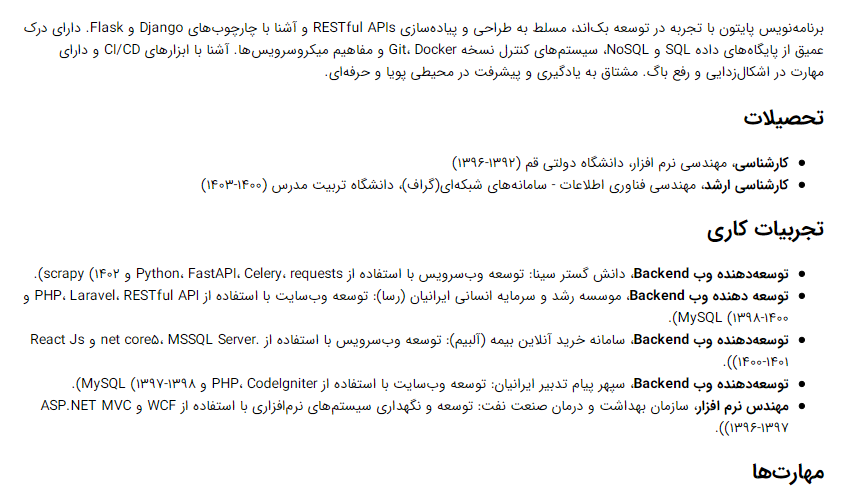 برنامه‌نویس پایتون با تجربه در توسعه بک‌اند، مسلط به طراحی و پیاده‌سازی RESTful APIs و آشنا با چارچوب‌های Django و Flask. دارای درک
عمیق از پایگاه‌های داده SQL و NoSQL، سیستم‌های کنترل نسخه Git، Docker و مفاهیم میکروسرویس‌ها. آشنا با ابزارهای CI/CD و دارای
مهارت در اشکال‌زدایی و رفع باگ. مشتاق به یادگیری و پیشرفت در محیطی پویا و حرفه‌ای.
تحصیلات
• کارشناسی، مهندسی نرم افزار، دانشگاه دولتی قم (۱۳۹۲-۱۳۹۶)
• کارشناسی ارشد، مهندسی فناوری اطلاعات - سامانه‌های شبکه‌ای(گراف)، دانشگاه تربیت مدرس (۱۴۰۰-۱۴۰۳)
تجربیات کاری
• توسعه‌دهنده وب Backend، دانش گستر سینا: توسعه وب‌سرویس با استفاده از Python، FastAPI، Celery، requests و scrapy (۱۴۰۲).
• توسعه دهنده وب Backend، موسسه رشد و سرمایه انسانی ایرانیان (رسا): توسعه وب‌سایت با استفاده از PHP، Laravel، RESTful API و
MySQL (۱۳۹۸-۱۴۰۰).
• توسعه‌دهنده وب Backend، سامانه خرید آنلاین بیمه (آلبیم): توسعه وب‌سرویس با استفاده از .net core۵، MSSQL Server و React Js
(۱۴۰۰-۱۴۰۱)).
• توسعه‌دهنده وب Backend، سپهر پیام تدبیر ایرانیان: توسعه وب‌سایت با استفاده از PHP، CodeIgniter و MySQL (۱۳۹۷-۱۳۹۸).
• مهندس نرم افزار، سازمان بهداشت و درمان صنعت نفت: توسعه و نگهداری سیستم‌های نرم‌افزاری با استفاده از WCF و ASP.NET MVC
(۱۳۹۶-۱۳۹۷)).
مهارت‌ها